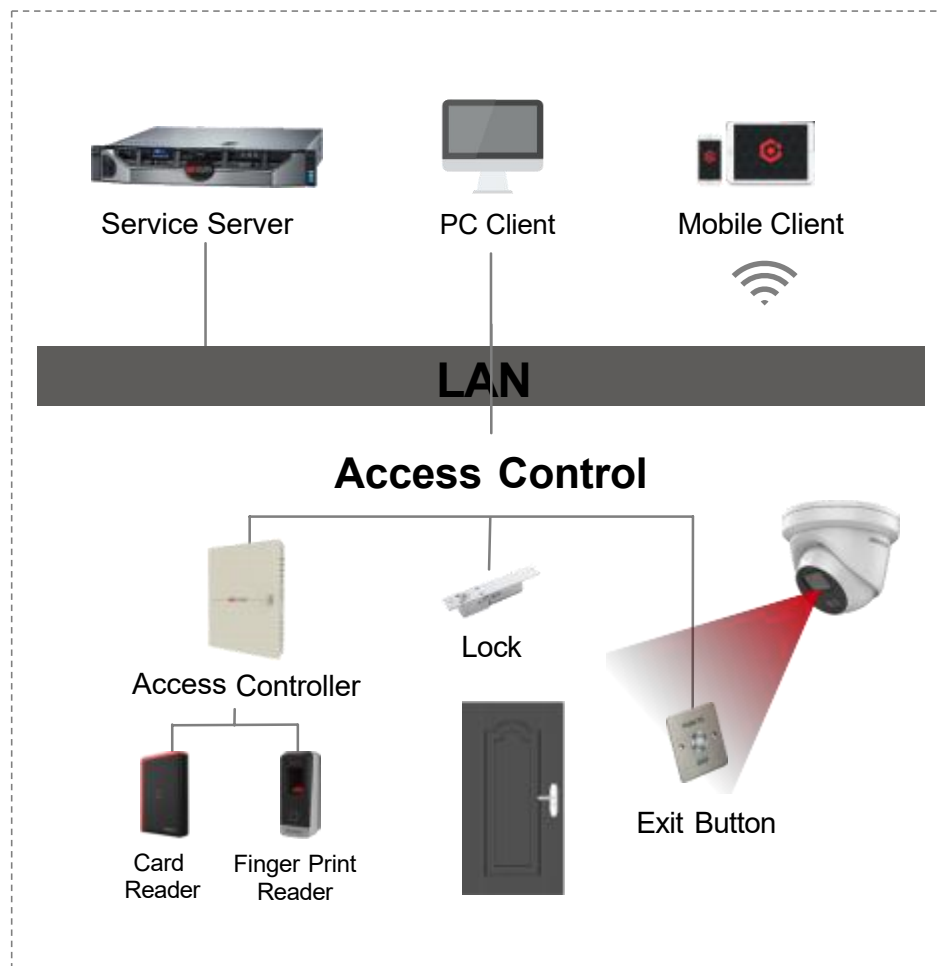 Service Server
PC Client
Mobile Client
LAN
Access Control
Lock
Access Controller
Exit Button
Card
Reader
Finger Print
Reader